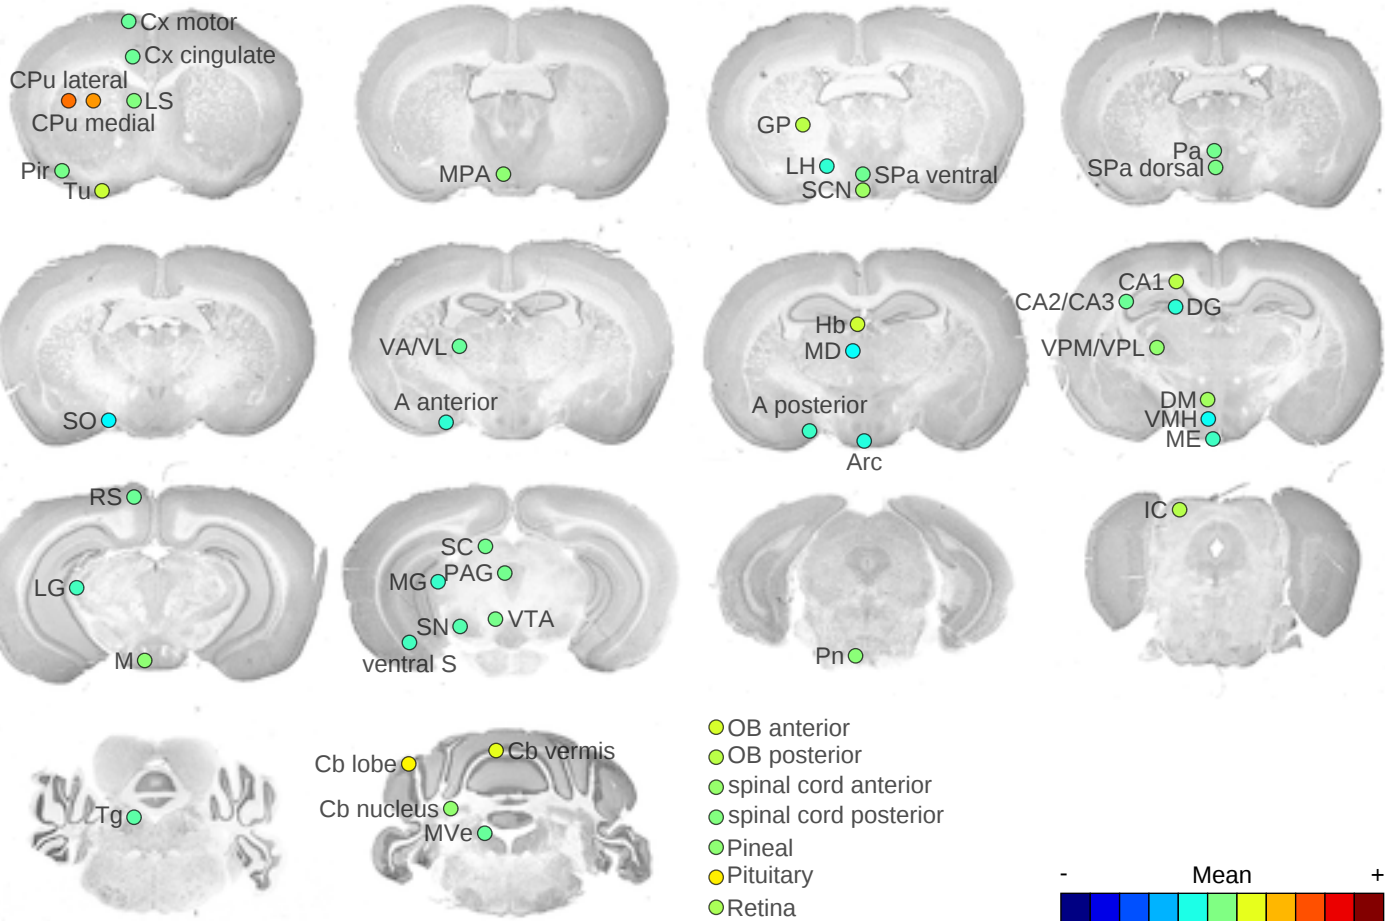 Cx motor
Cx cingulate
CPu lateral
LS
CPu medial
Pir
Tu
MPA
GP
LH
SPa ventral
SCN
Pa
SPa dorsal
SO
VA/VL
A anterior
Hb
MD
A posterior
Arc
CA1
CA2/CA3
DG
VPM/VPL
DM
VMH
ME
RS
LG
M
SC
MG
PAG
SN
VTA
ventral S
Pn
IC
Tg
Cb lobe
Cb vermis
Cb nucleus
MVe
OB anterior
OB posterior
spinal cord anterior
spinal cord posterior
Pineal
Pituitary
Retina
- Mean +